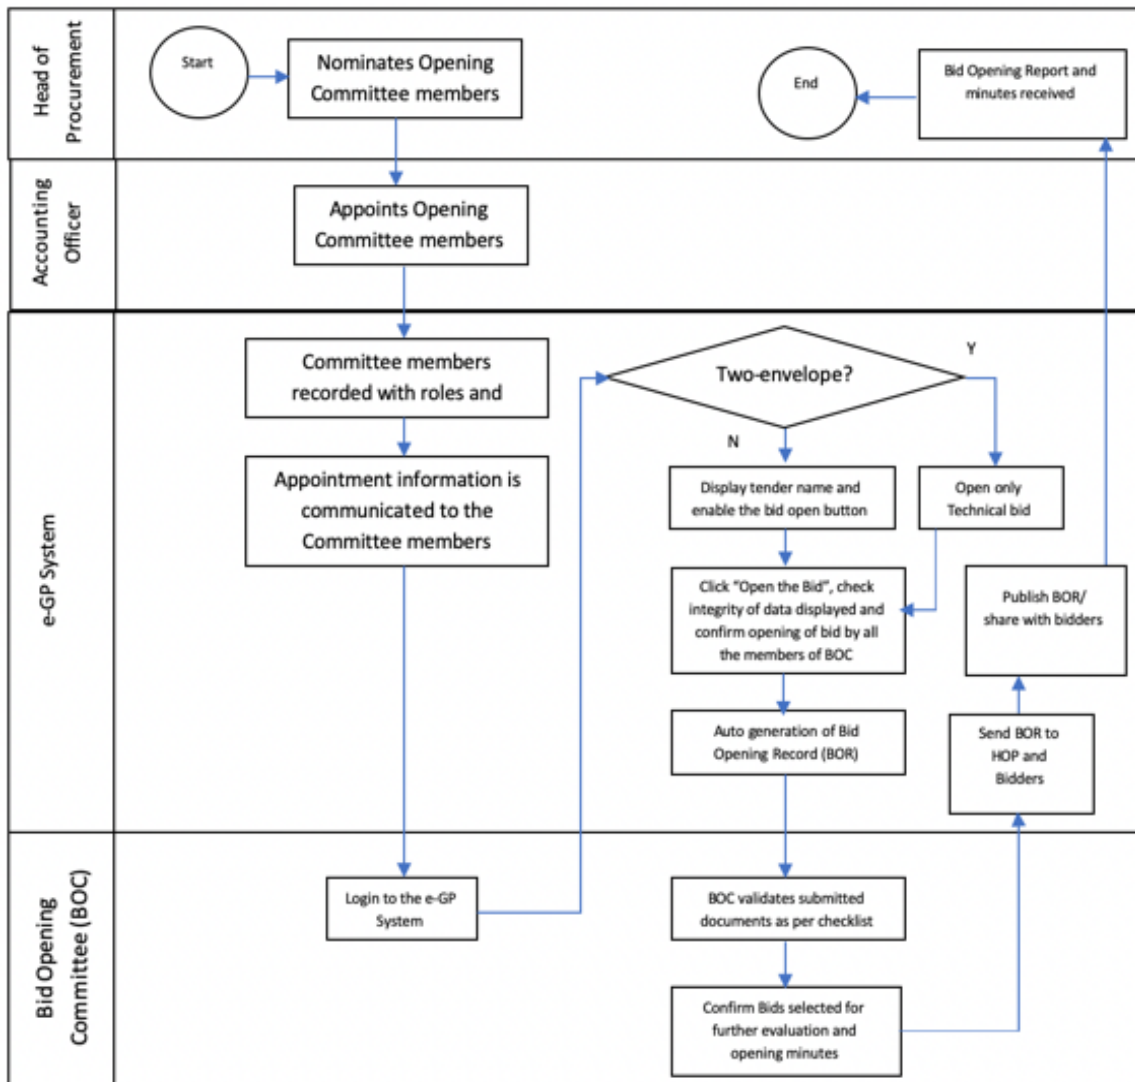 Head of
Procurement
Start
Nominates Opening
Committee members
End
Bid Opening Report and
minutes received
Accounting
Officer
Appoints Opening
Committee members
e-GP System
Committee members
recorded with roles and
Appointment information is
communicated to the
Committee members
Two-envelope?
Y
N
Display tender name and
enable the bid open button
Open only
Technical bid
Click “Open the Bid”, check
integrity of data displayed and
confirm opening of bid by all
the members of BOC
Publish BOR/
share with bidders
Auto generation of Bid
Opening Record (BOR)
Send BOR to
HOP and
Bidders
Bid Opening
Committee (BOC)
Login to the e-GP
System
BOC validates submitted
documents as per checklist
Confirm Bids selected for
further evaluation and
opening minutes